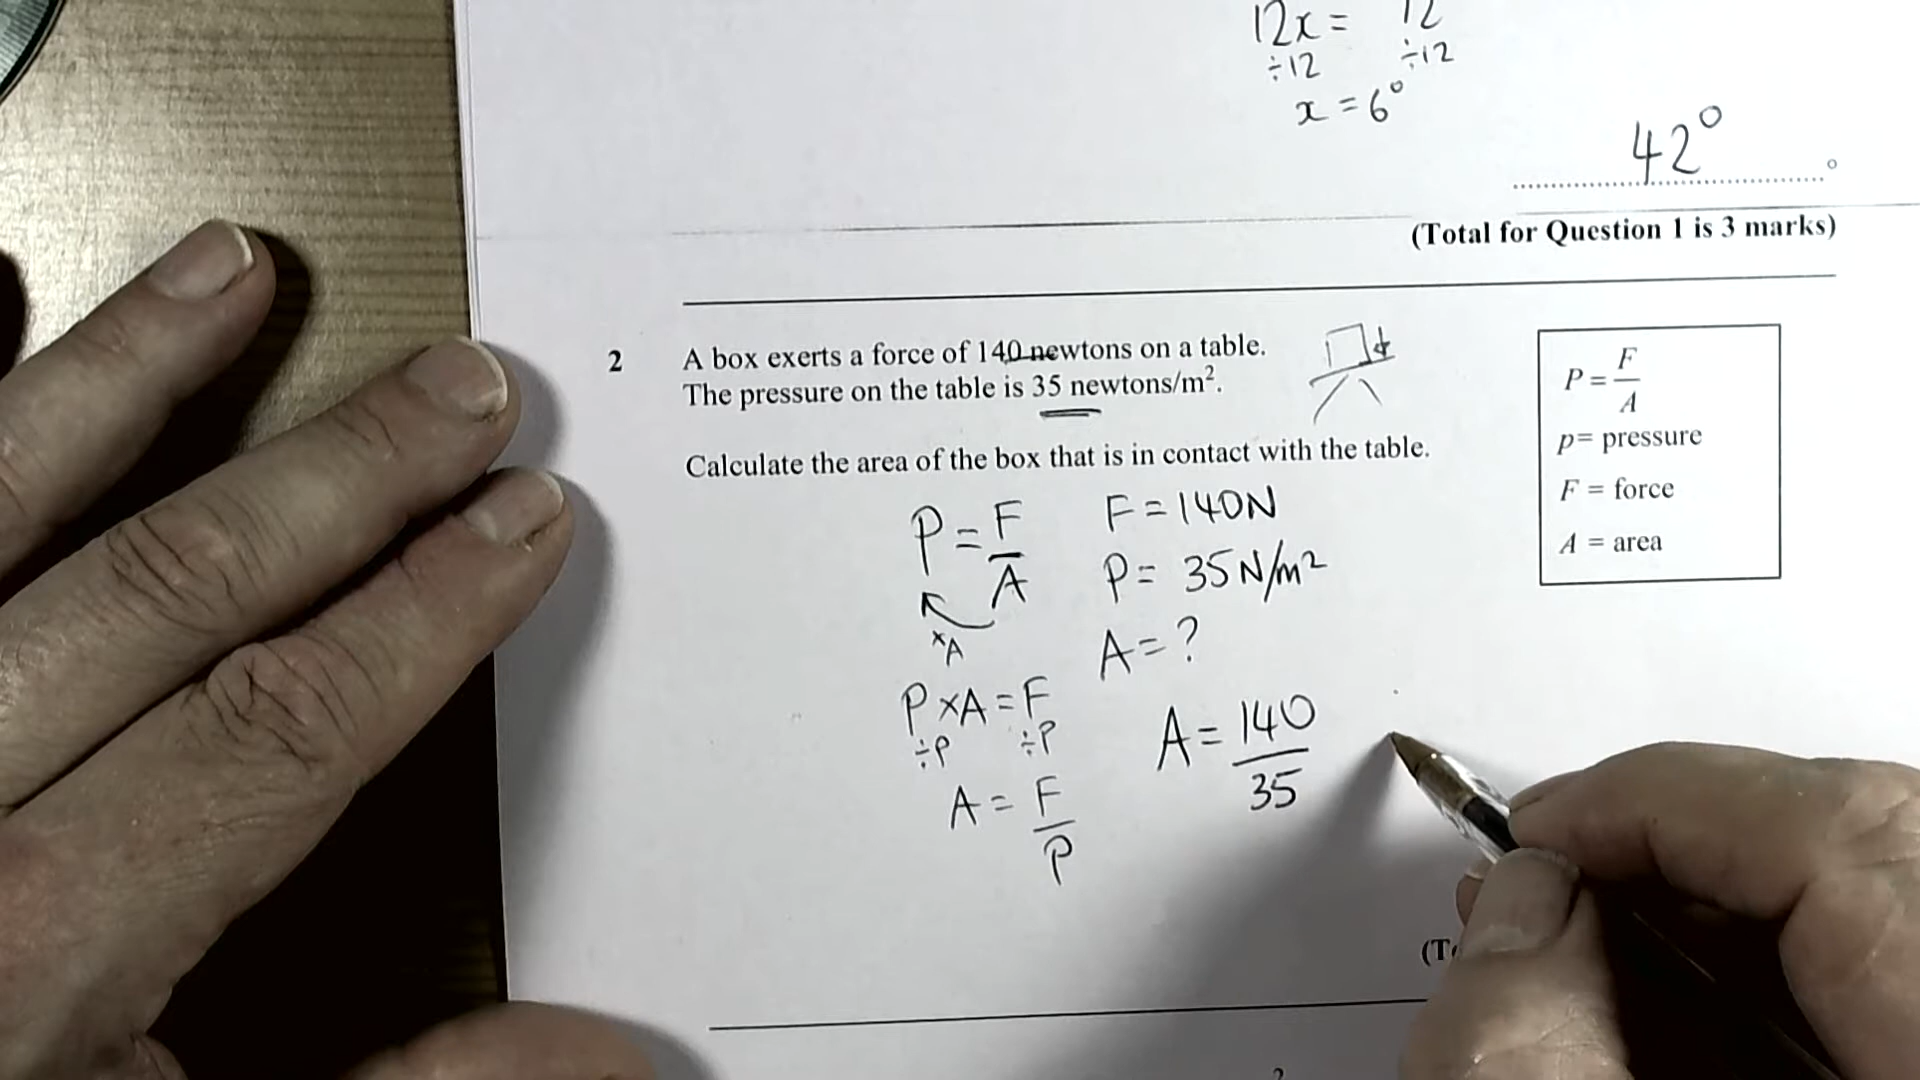 12x = 12
÷12 ÷12
x = 6°
42°
°
(Total for Question 1 is 3 marks)
2 A box exerts a force of 140 newtons on a table.
The pressure on the table is 35 newtons/m².
Calculate the area of the box that is in contact with the table.
P = F/A
p = pressure
F = force
A = area
P = F/A
×A
P × A = F
÷P ÷P
A = F/P
F = 140N
P = 35 N/m²
A = ?
A = 140/35